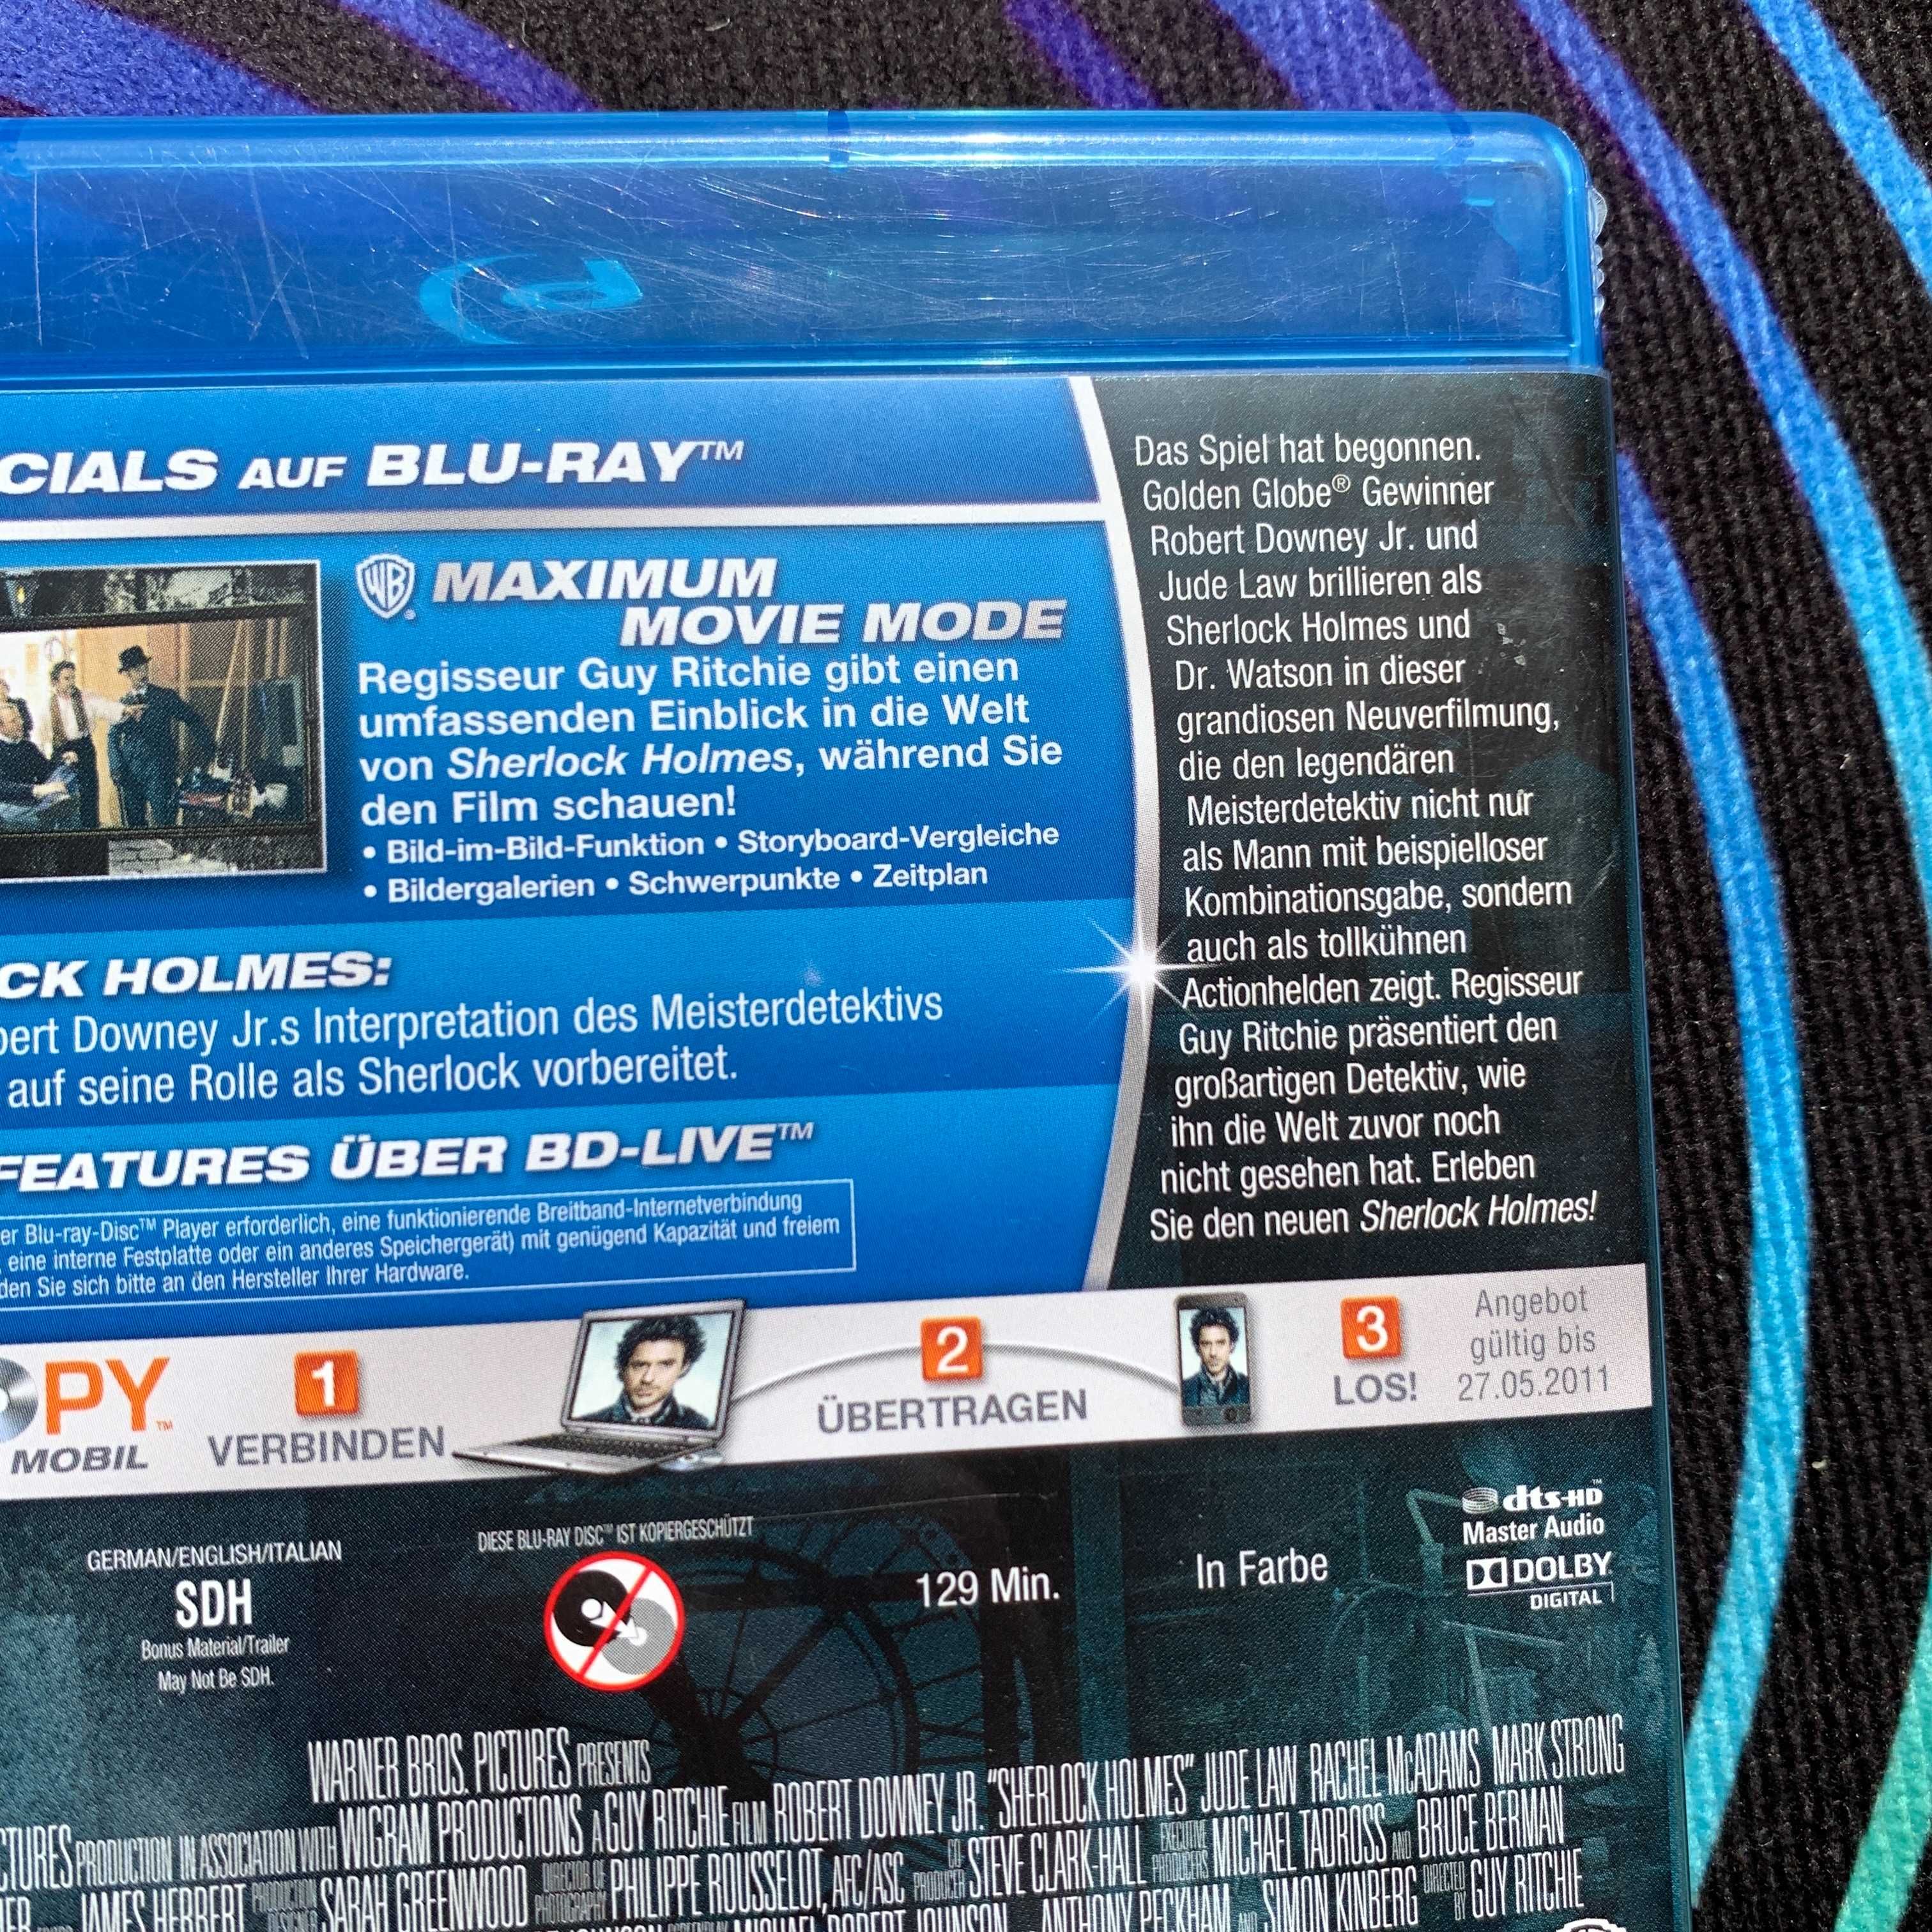 CIALS AUF BLU-RAY™
WB
MAXIMUM
MOVIE MODE
Regisseur Guy Ritchie gibt einen
umfassenden Einblick in die Welt
von Sherlock Holmes, während Sie
den Film schauen!
• Bild-im-Bild-Funktion • Storyboard-Vergleiche
• Bildergalerien • Schwerpunkte • Zeitplan
CK HOLMES:
bert Downey Jr.s Interpretation des Meisterdetektivs
auf seine Rolle als Sherlock vorbereitet.
FEATURES ÜBER BD-LIVE™
er Blu-ray-Disc™ Player erforderlich, eine funktionierende Breitband-Internetverbindung
, eine interne Festplatte oder ein anderes Speichergerät) mit genügend Kapazität und freiem
den Sie sich bitte an den Hersteller Ihrer Hardware.
Das Spiel hat begonnen.
Golden Globe® Gewinner
Robert Downey Jr. und
Jude Law brillieren als
Sherlock Holmes und
Dr. Watson in dieser
grandiosen Neuverfilmung,
die den legendären
Meisterdetektiv nicht nur
als Mann mit beispielloser
Kombinationsgabe, sondern
auch als tollkühnen
Actionhelden zeigt. Regisseur
Guy Ritchie präsentiert den
großartigen Detektiv, wie
ihn die Welt zuvor noch
nicht gesehen hat. Erleben
Sie den neuen Sherlock Holmes!
PY™
MOBIL
1
VERBINDEN
2
ÜBERTRAGEN
3
LOS!
Angebot
gültig bis
27.05.2011
GERMAN/ENGLISH/ITALIAN
SDH
Bonus Material/Trailer
May Not Be SDH.
DIESE BLU-RAY DISC™ IST KOPIERGESCHÜTZT
129 Min.
In Farbe
dts-HD™
Master Audio
DOLBY
DIGITAL
WARNER BROS. PICTURES PRESENTS
CTURES PRODUCTION IN ASSOCIATION WITH WIGRAM PRODUCTIONS A GUY RITCHIE FILM ROBERT DOWNEY JR. "SHERLOCK HOLMES" JUDE LAW RACHEL McADAMS MARK STRONG
JAMES HERBERT PRODUCTION DESIGNER SARAH GREENWOOD DIRECTOR OF PHOTOGRAPHY PHILIPPE ROUSSELOT, AFC/ASC CO PRODUCER STEVE CLARK-HALL EXECUTIVE PRODUCERS MICHAEL TADROSS AND BRUCE BERMAN
MICHAEL ROBERT JOHNSON ANTHONY PECKHAM AND SIMON KINBERG DIRECTED BY GUY RITCHIE